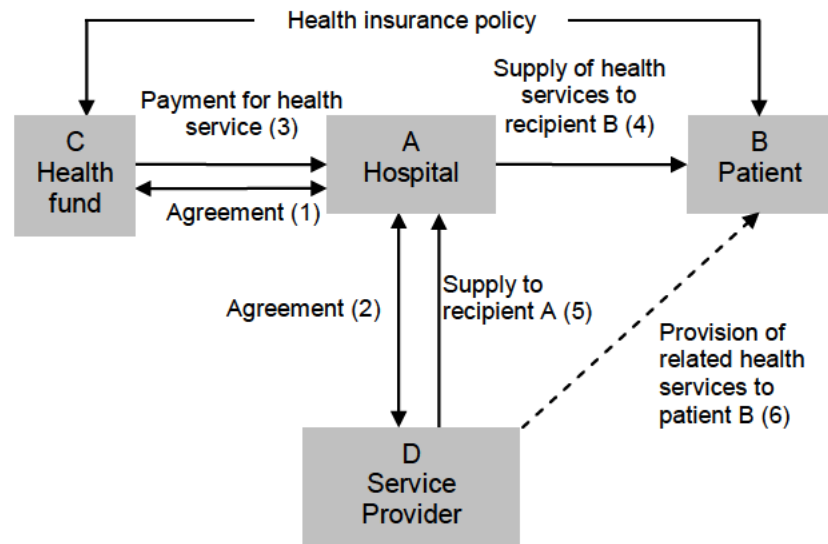 Health insurance policy
Payment for health
service (3)
Supply of health
services to
recipient B (4)
C
Health
fund
A
Hospital
B
Patient
Agreement (1)
Agreement (2)
Supply to
recipient A (5)
Provision of
related health
services to
patient B (6)
D
Service
Provider